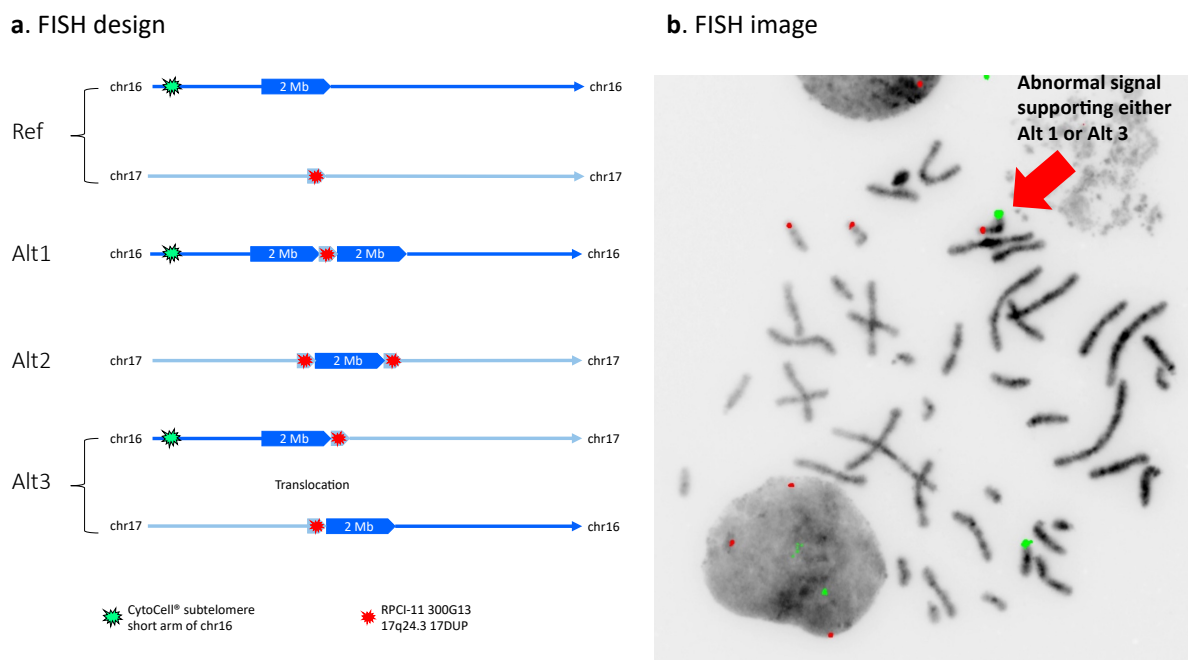 a. FISH design
b. FISH image
Ref
chr16
2 Mb
chr16
chr17
chr17
Alt1
chr16
2 Mb
2 Mb
chr16
Alt2
chr17
2 Mb
chr17
Alt3
chr16
2 Mb
chr17
Translocation
chr17
2 Mb
chr16
CytoCell® subtelomere
short arm of chr16
RPCI-11 300G13
17q24.3 17DUP
Abnormal signal
supporting either
Alt 1 or Alt 3